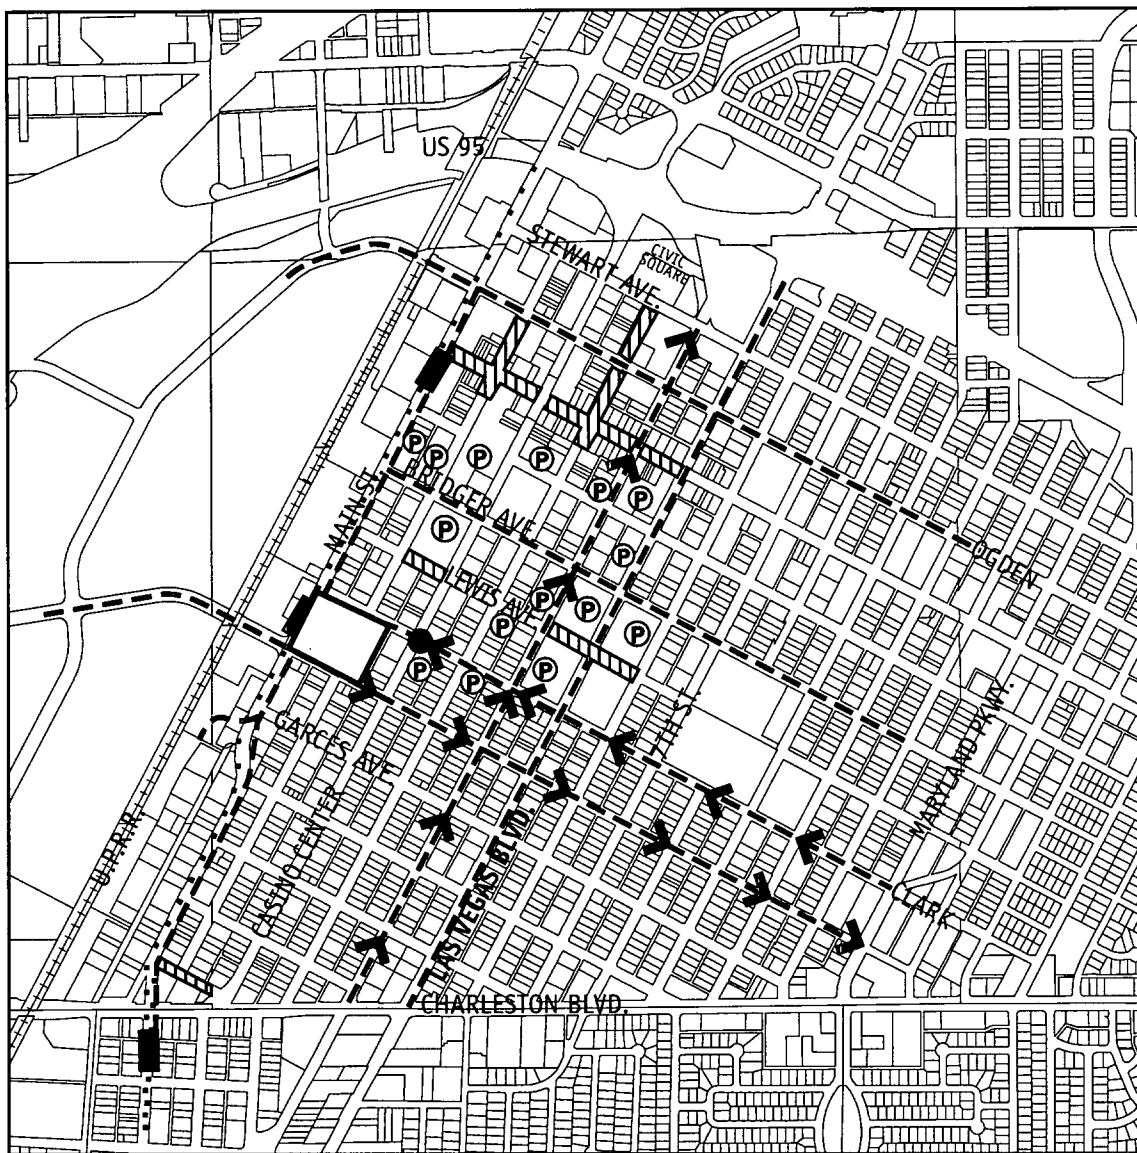 US 95
STEWART AVE.
CIVIC
SQUARE
MAIN ST.
BRIDGER AVE.
P
P
P
P
P
P
P
P
LEWIS AVE.
P
P
P
P
P
P
P
OGDEN
GARCES AVE.
CASINO CENTER
U.P.R.R.
LAS VEGAS BLVD.
7TH ST.
MARYLAND PKWY.
CLARK
CHARLESTON BLVD.